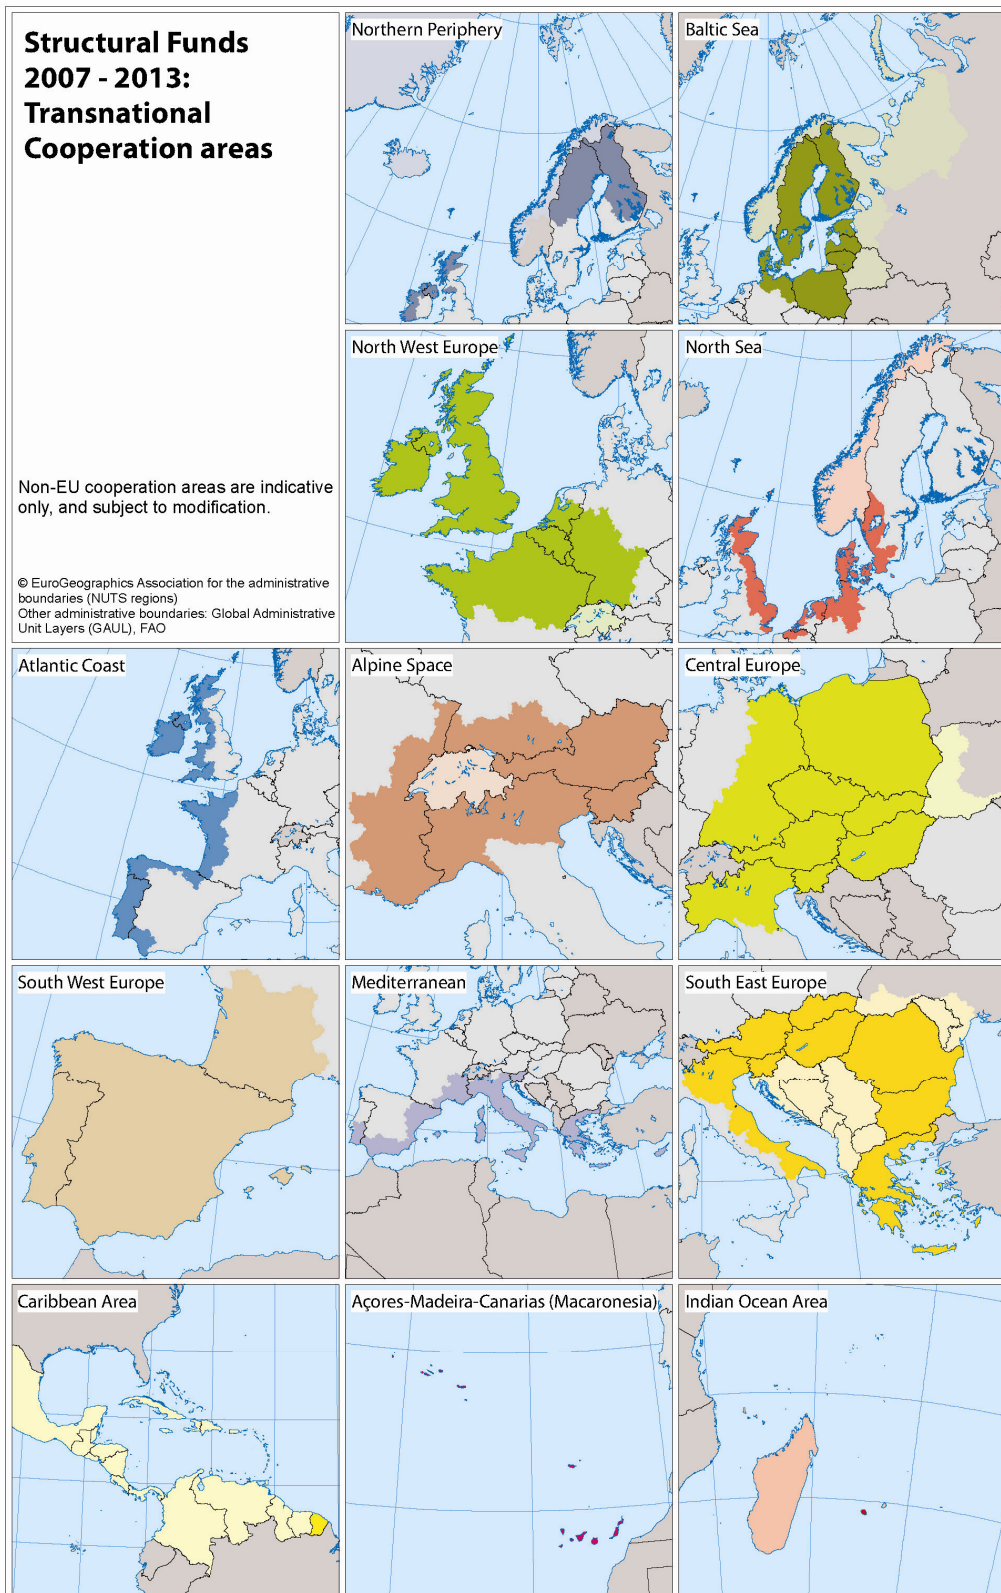 Structural Funds
2007 - 2013:
Transnational
Cooperation areas
Non-EU cooperation areas are indicative
only, and subject to modification.
© EuroGeographics Association for the administrative
boundaries (NUTS regions)
Other administrative boundaries: Global Administrative
Unit Layers (GAUL), FAO
Northern Periphery
Baltic Sea
North West Europe
North Sea
Atlantic Coast
Alpine Space
Central Europe
South West Europe
Mediterranean
South East Europe
Caribbean Area
Açores-Madeira-Canarias (Macaronesia)
Indian Ocean Area